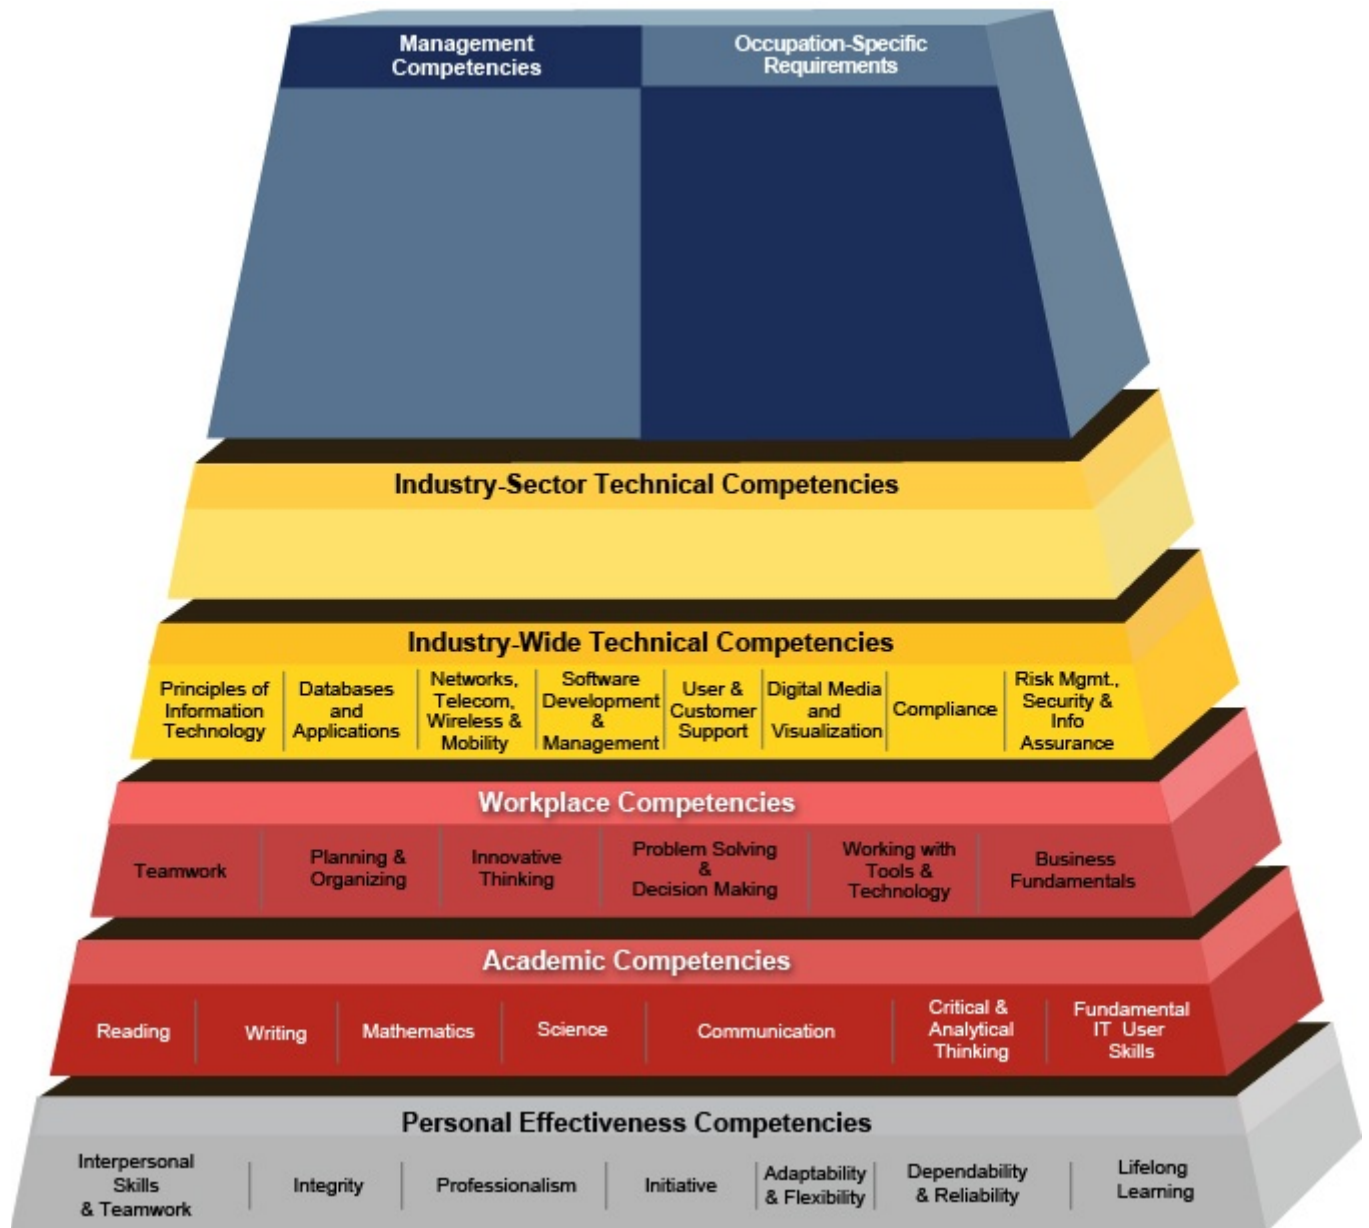 Management
Competencies
Occupation-Specific
Requirements
Industry-Sector Technical Competencies
Industry-Wide Technical Competencies
Principles of
Information
Technology
Databases
and
Applications
Networks,
Telecom,
Wireless &
Mobility
Software
Development
&
Management
User &
Customer
Support
Digital Media
and
Visualization
Compliance
Risk Mgmt.,
Security &
Info
Assurance
Workplace Competencies
Teamwork
Planning &
Organizing
Innovative
Thinking
Problem Solving
&
Decision Making
Working with
Tools &
Technology
Business
Fundamentals
Academic Competencies
Reading
Writing
Mathematics
Science
Communication
Critical &
Analytical
Thinking
Fundamental
IT User
Skills
Personal Effectiveness Competencies
Interpersonal
Skills
& Teamwork
Integrity
Professionalism
Initiative
Adaptability
& Flexibility
Dependability
& Reliability
Lifelong
Learning